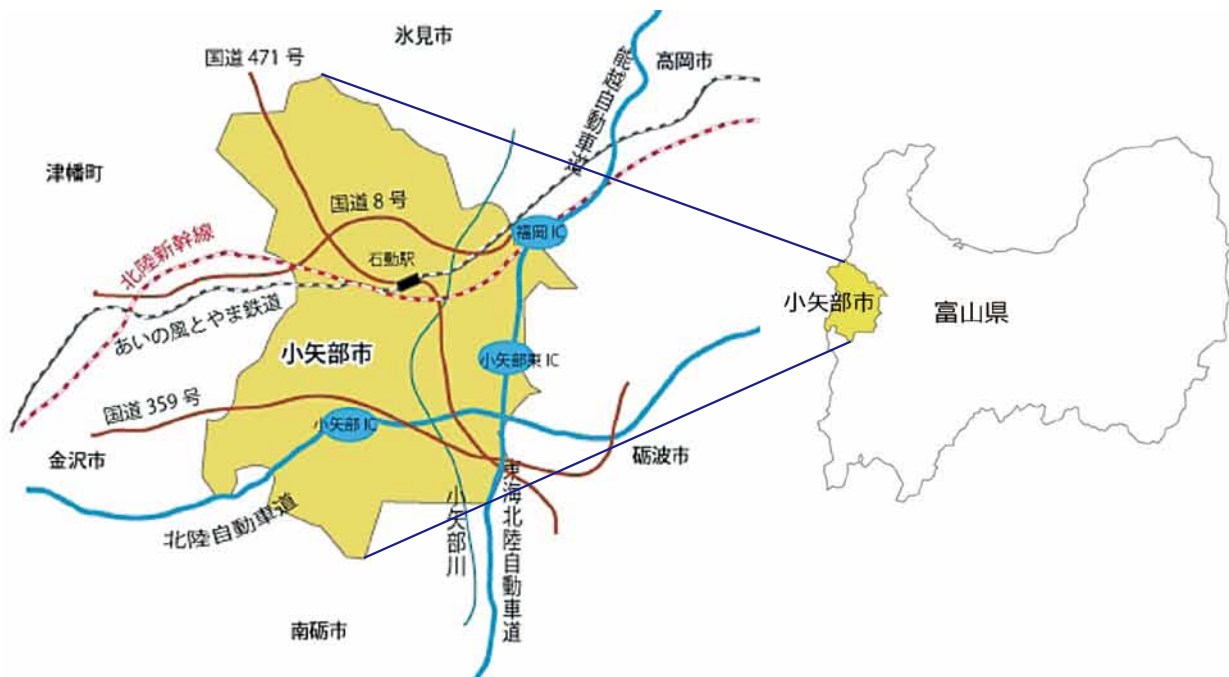 氷見市
国道 471 号
高岡市
能越自動車道
津幡町
国道 8 号
福岡 IC
北陸新幹線
石動駅
あいの風とやま鉄道
小矢部市
富山県
小矢部市
小矢部東 IC
国道 359 号
小矢部 IC
金沢市
砺波市
北陸自動車道
小矢部川
東海北陸自動車道
南砺市